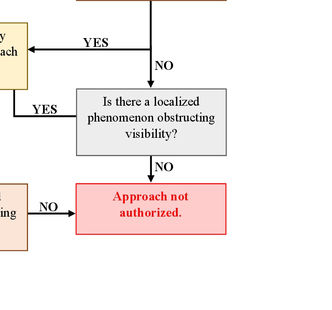 YES
y
ach
NO
Is there a localized
phenomenon obstructing
visibility?
YES
NO
Approach not
authorized.
ing
NO